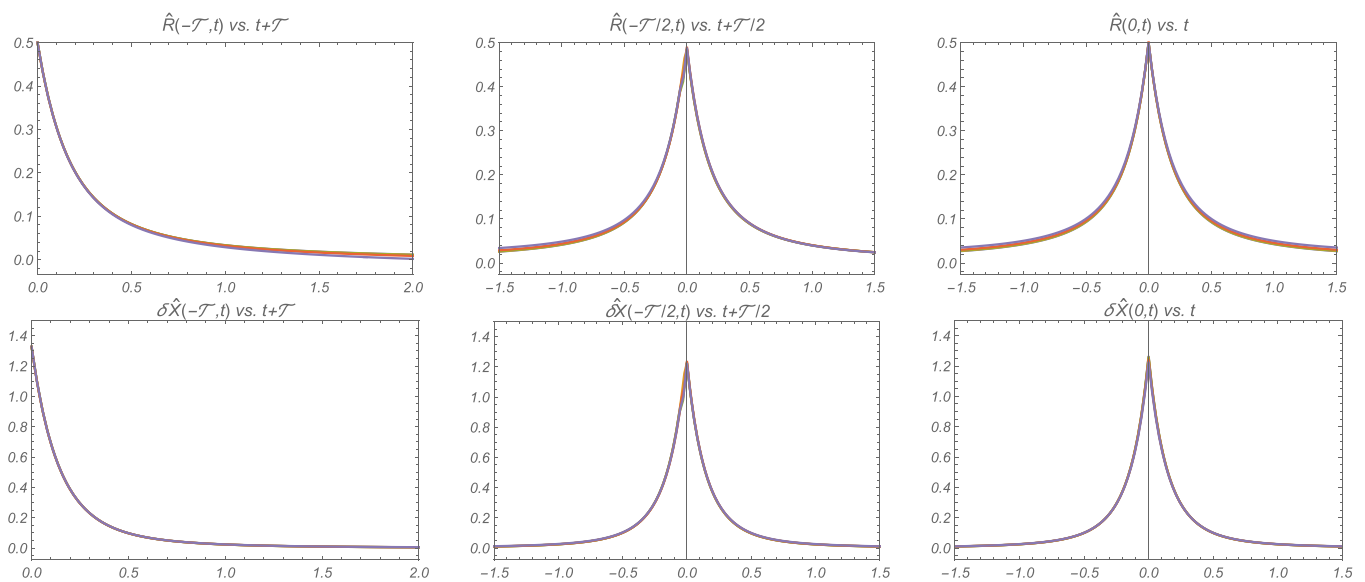 R̂(−𝒯,t) vs. t+𝒯
R̂(−𝒯/2,t) vs. t+𝒯/2
R̂(0,t) vs. t
0.5 0.5 0.5
0.4 0.4 0.4
0.3 0.3 0.3
0.2 0.2 0.2
0.1 0.1 0.1
0.0 0.0 0.0
0.0 0.5 1.0 1.5 2.0 −1.5 −1.0 −0.5 0.0 0.5 1.0 1.5 −1.5 −1.0 −0.5 0.0 0.5 1.0 1.5
δX̂(−𝒯,t) vs. t+𝒯
δX̂(−𝒯/2,t) vs. t+𝒯/2
δX̂(0,t) vs. t
1.4 1.4 1.4
1.2 1.2 1.2
1.0 1.0 1.0
0.8 0.8 0.8
0.6 0.6 0.6
0.4 0.4 0.4
0.2 0.2 0.2
0.0 0.0 0.0
0.0 0.5 1.0 1.5 2.0 −1.5 −1.0 −0.5 0.0 0.5 1.0 1.5 −1.5 −1.0 −0.5 0.0 0.5 1.0 1.5